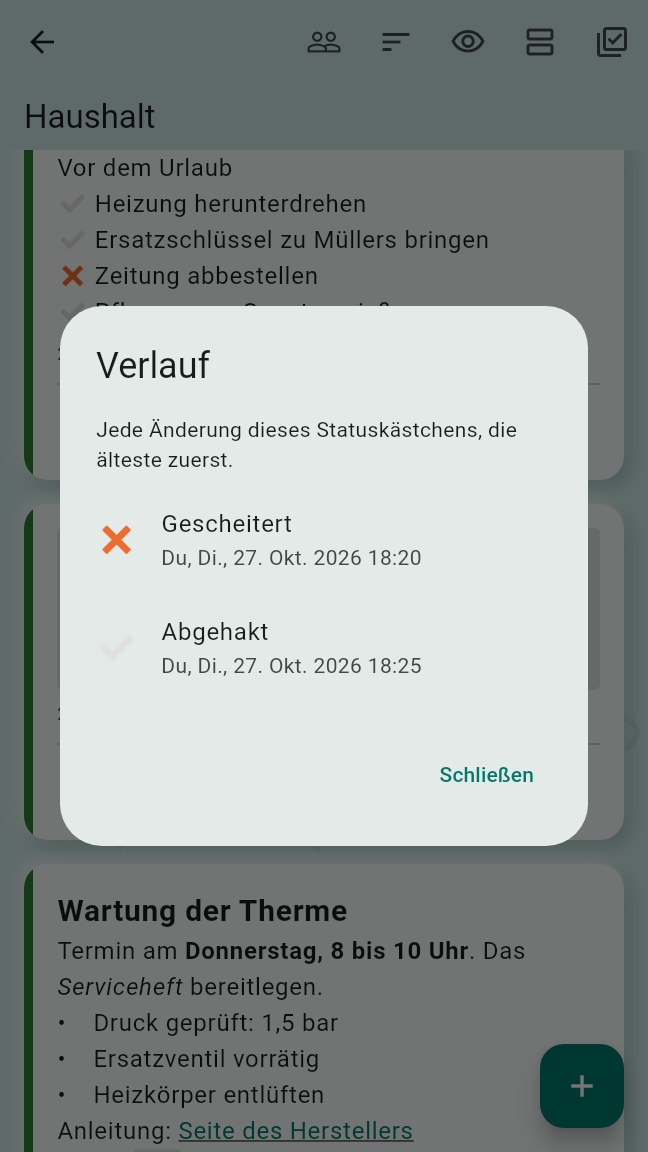 Haushalt
Vor dem Urlaub
Heizung herunterdrehen
Ersatzschlüssel zu Müllers bringen
Zeitung abbestellen
Verlauf
Jede Änderung dieses Statuskästchens, die
älteste zuerst.
Gescheitert
Du, Di., 27. Okt. 2026 18:20
Abgehakt
Du, Di., 27. Okt. 2026 18:25
Schließen
Wartung der Therme
Termin am Donnerstag, 8 bis 10 Uhr. Das
Serviceheft bereitlegen.
• Druck geprüft: 1,5 bar
• Ersatzventil vorrätig
• Heizkörper entlüften
Anleitung: Seite des Herstellers